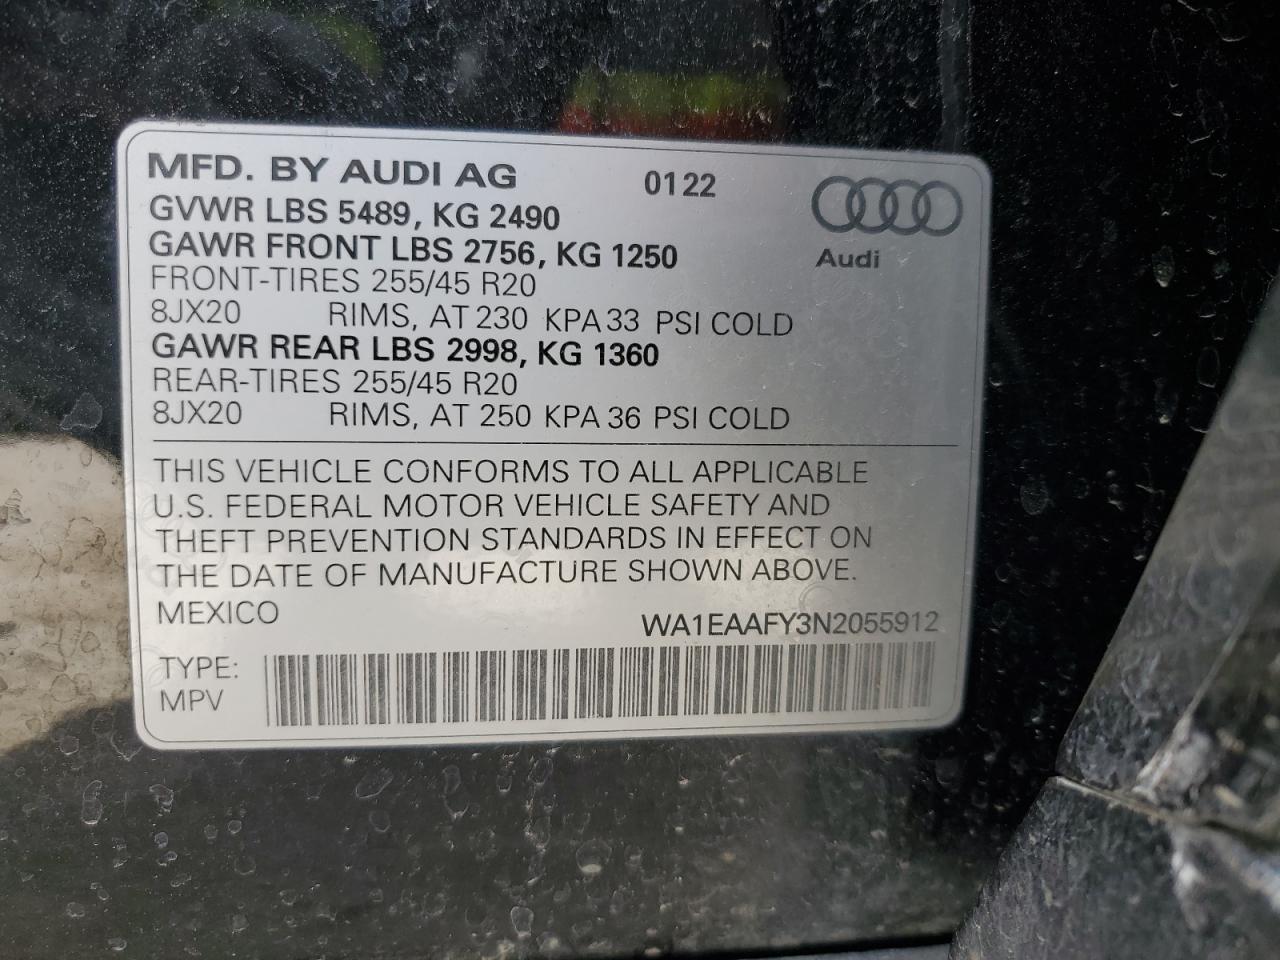 MFD. BY AUDI AG 0122
GVWR LBS 5489, KG 2490
GAWR FRONT LBS 2756, KG 1250
Audi
FRONT-TIRES 255/45 R20
8JX20 RIMS, AT 230 KPA 33 PSI COLD
GAWR REAR LBS 2998, KG 1360
REAR-TIRES 255/45 R20
8JX20 RIMS, AT 250 KPA 36 PSI COLD
THIS VEHICLE CONFORMS TO ALL APPLICABLE
U.S. FEDERAL MOTOR VEHICLE SAFETY AND
THEFT PREVENTION STANDARDS IN EFFECT ON
THE DATE OF MANUFACTURE SHOWN ABOVE.
MEXICO WA1EAAFY3N2055912
TYPE:
MPV